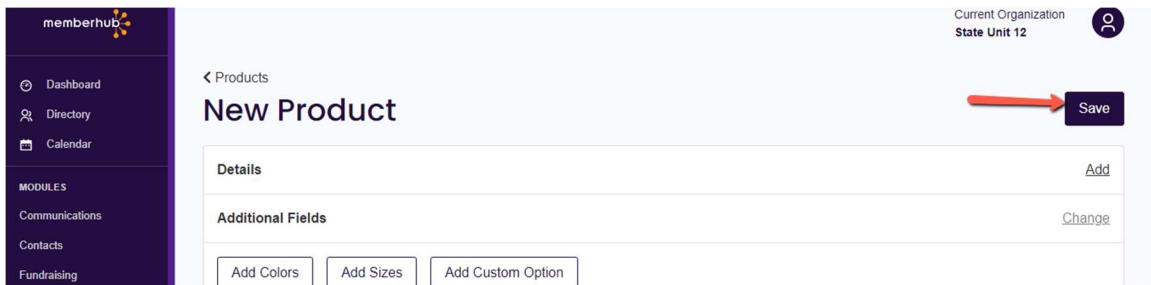 memberhub
Current Organization
State Unit 12
Dashboard
Directory
Calendar
MODULES
Communications
Contacts
Fundraising
Products
New Product
Save
Details
Add
Additional Fields
Change
Add Colors
Add Sizes
Add Custom Option